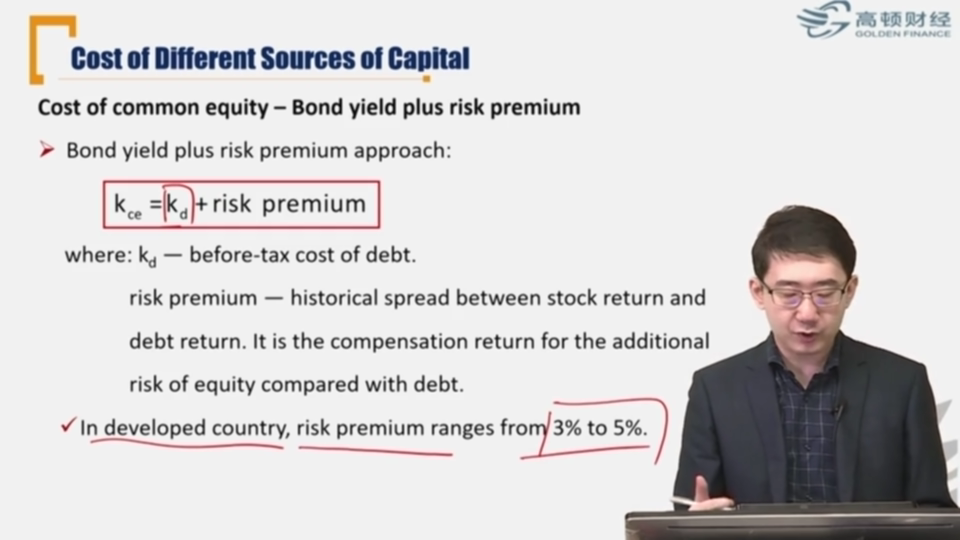 高顿财经
GOLDEN FINANCE
Cost of Different Sources of Capital
Cost of common equity – Bond yield plus risk premium
➢ Bond yield plus risk premium approach:
k_ce = k_d + risk premium
where: k_d — before-tax cost of debt.
risk premium — historical spread between stock return and
debt return. It is the compensation return for the additional
risk of equity compared with debt.
✓In developed country, risk premium ranges from 3% to 5%.